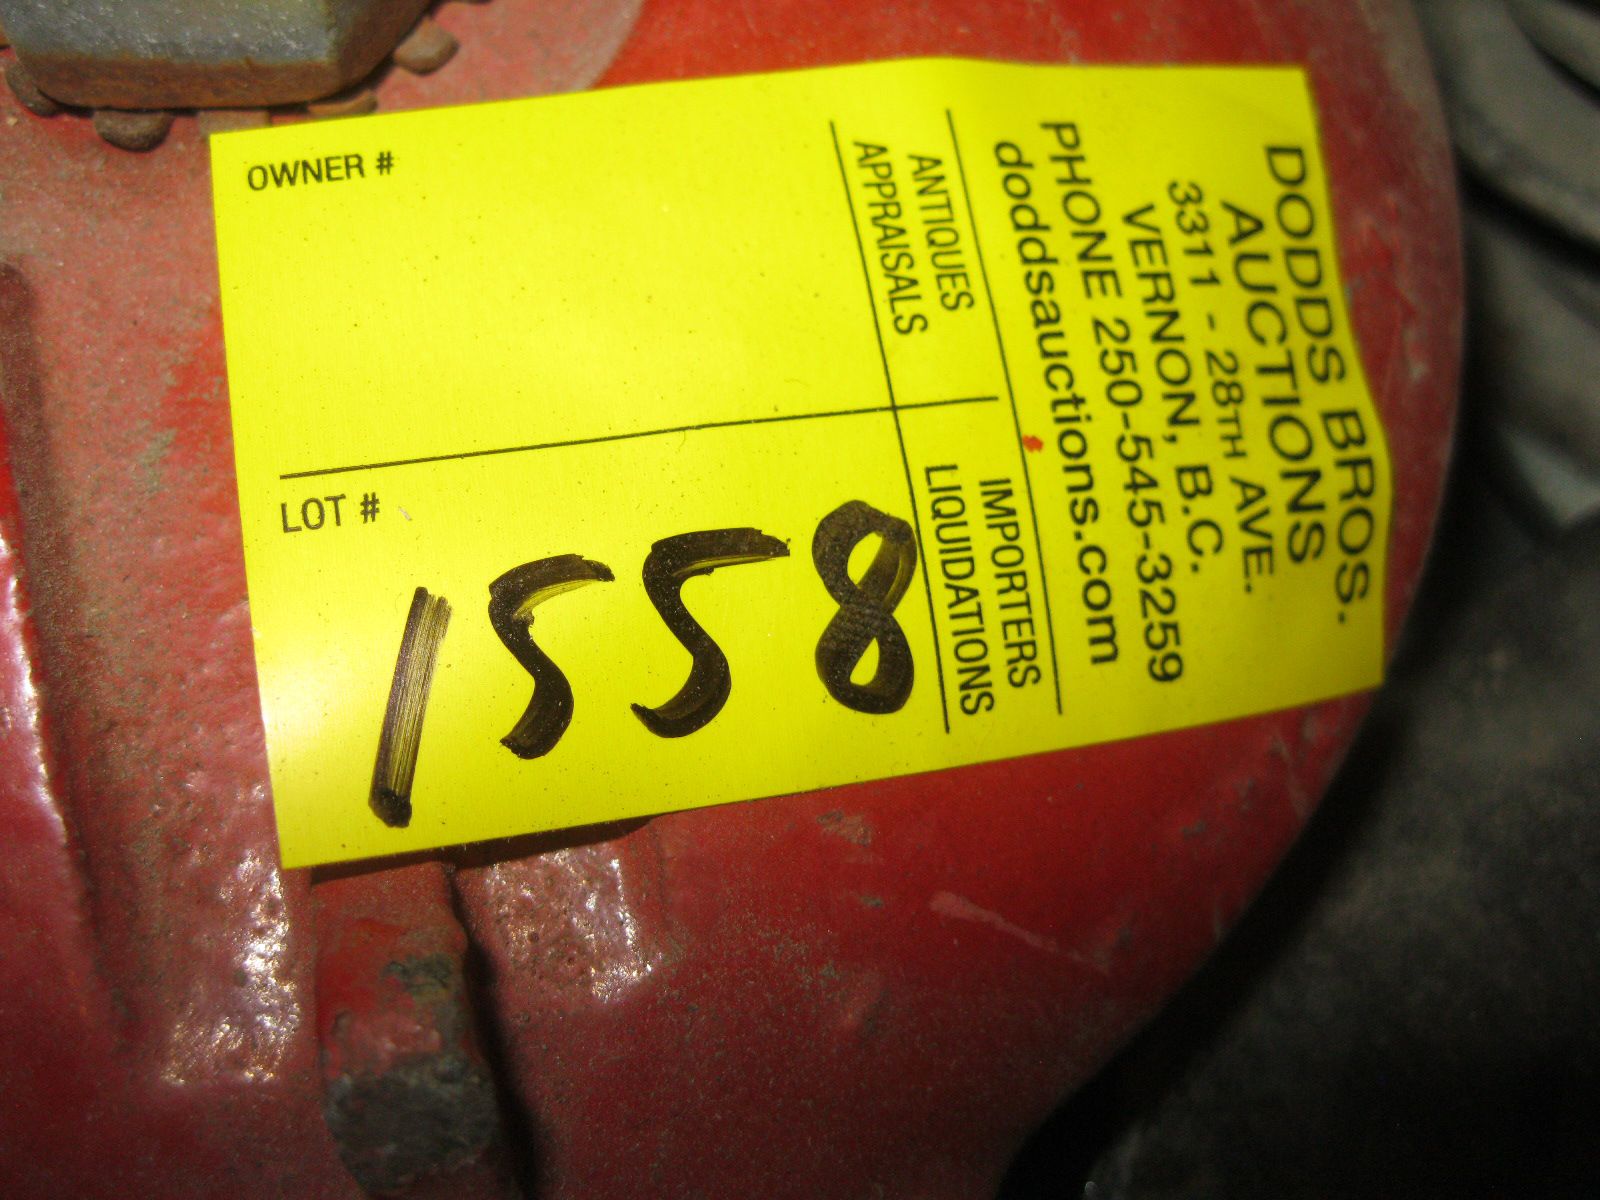 DODDS BROS.
AUCTIONS
3311 - 28TH AVE.
VERNON, B.C.
PHONE 250-545-3259
doddsauctions.com
ANTIQUES
APPRAISALS
IMPORTERS
LIQUIDATIONS
OWNER #
LOT #
1558